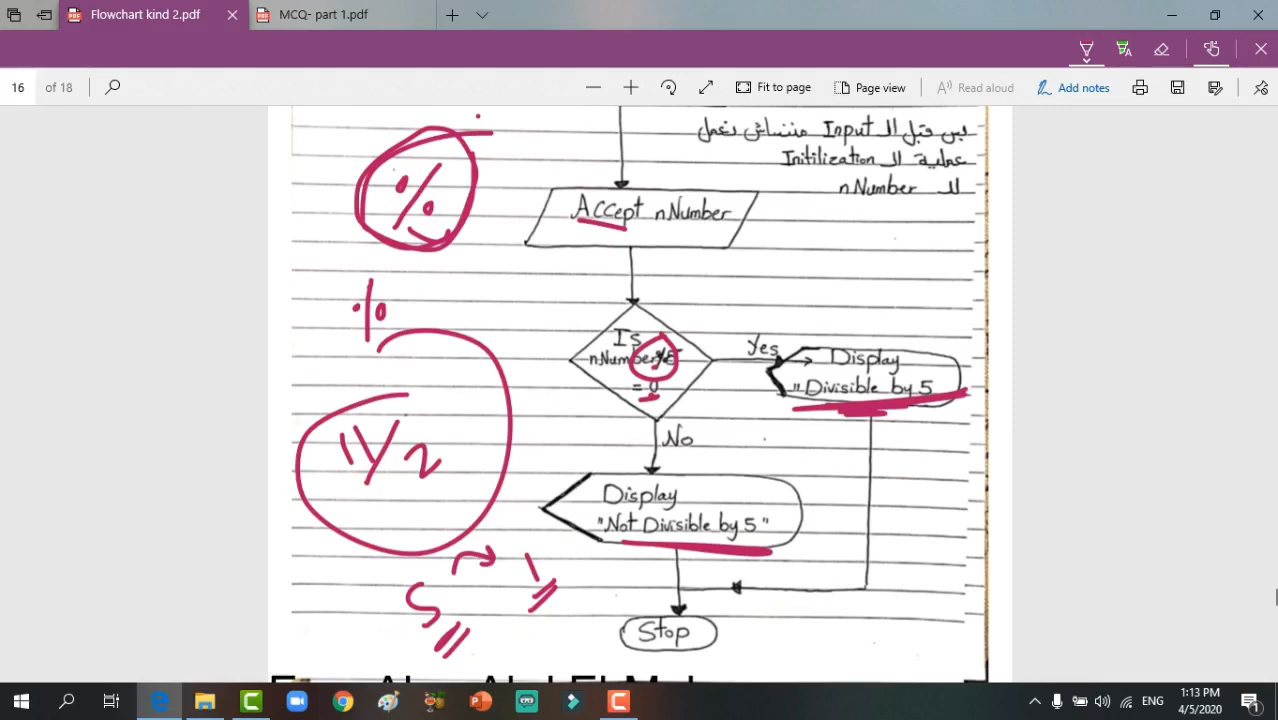 Flowchart kind 2.pdf
MCQ- part 1.pdf
16 of 18
Fit to page
Page view
Read aloud
Add notes
بس قبل الـ Input منساش نعمل
عملية الـ Initilization
للـ nNumber
%
Accept nNumber
%
Is
nNumber%5
= 0
Yes
Display
"Divisible by 5
11/2
No
Display
"Not Divisible by 5"
5
1
Stop
ENG
1:13 PM
4/5/2020